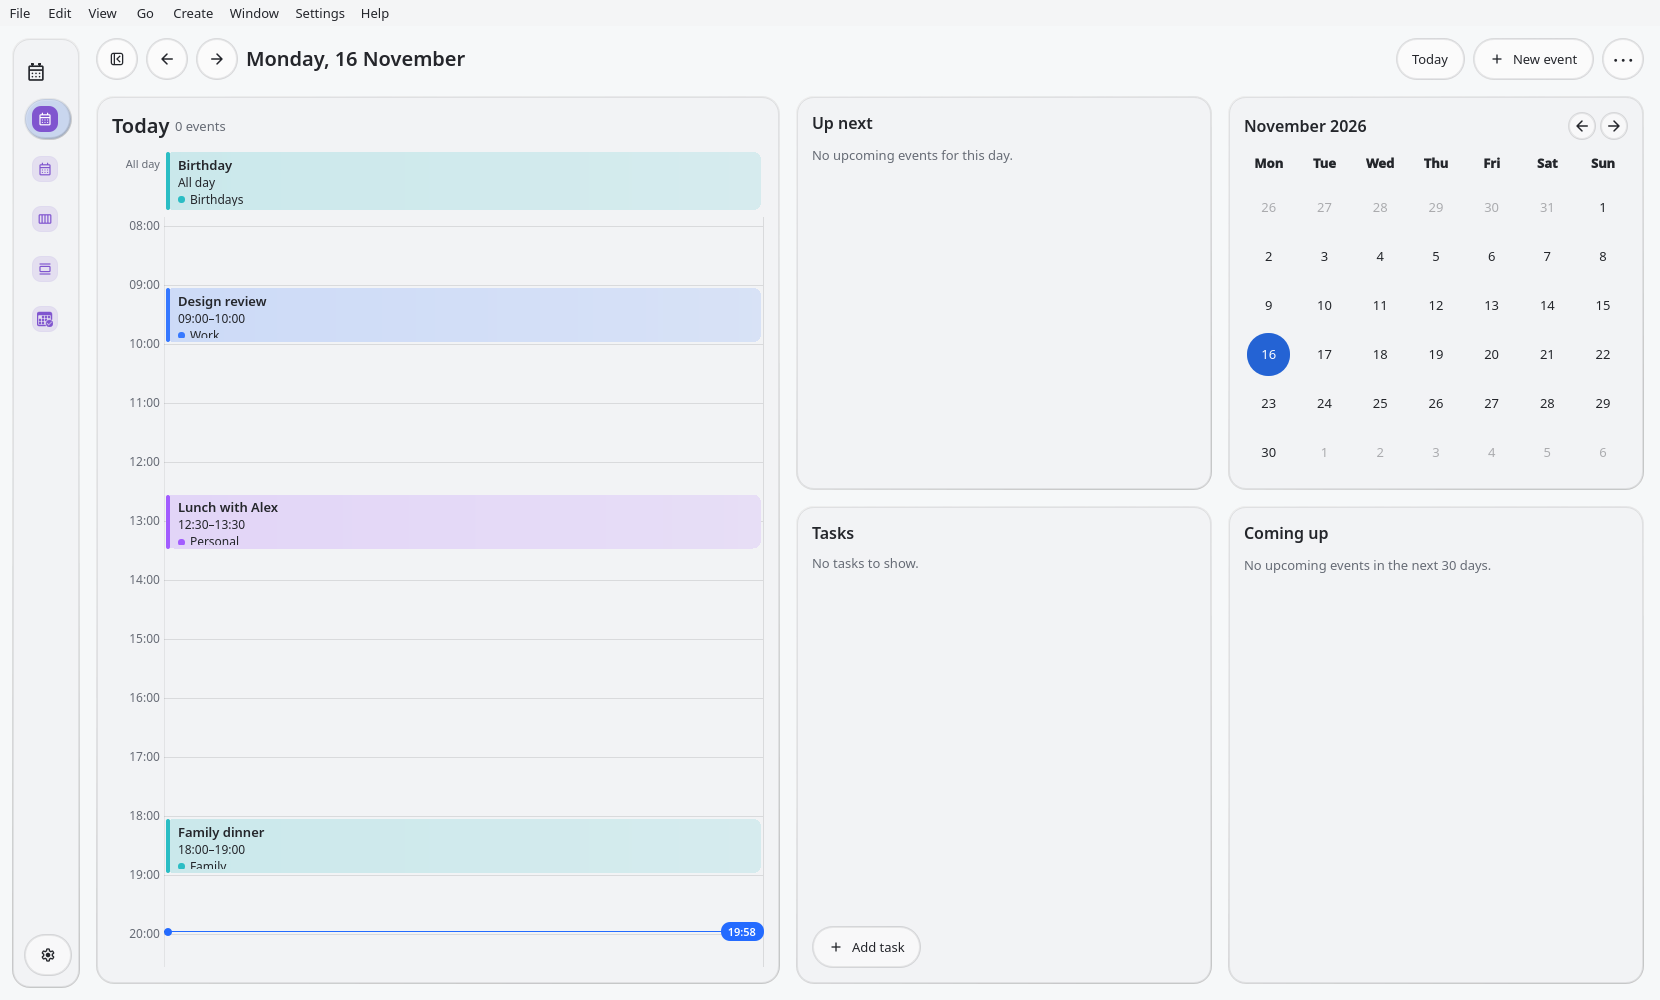 File Edit View Go Create Window Settings Help
Monday, 16 November
Today
+ New event
...
Today 0 events
All day
Birthday
All day
Birthdays
08:00
09:00
Design review
09:00–10:00
Work
10:00
11:00
12:00
Lunch with Alex
12:30–13:30
Personal
13:00
14:00
15:00
16:00
17:00
18:00
Family dinner
18:00–19:00
Family
19:00
20:00
19:58
Up next
No upcoming events for this day.
November 2026
Mon Tue Wed Thu Fri Sat Sun
26 27 28 29 30 31 1
2 3 4 5 6 7 8
9 10 11 12 13 14 15
16 17 18 19 20 21 22
23 24 25 26 27 28 29
30 1 2 3 4 5 6
Tasks
No tasks to show.
+ Add task
Coming up
No upcoming events in the next 30 days.